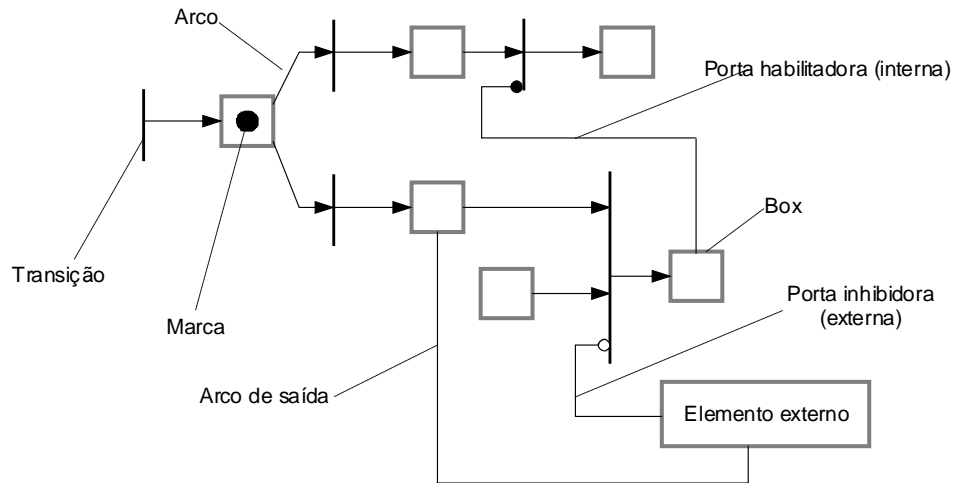 Arco
Porta habilitadora (interna)
Box
Transição
Porta inhibidora
(externa)
Marca
Arco de saída
Elemento externo